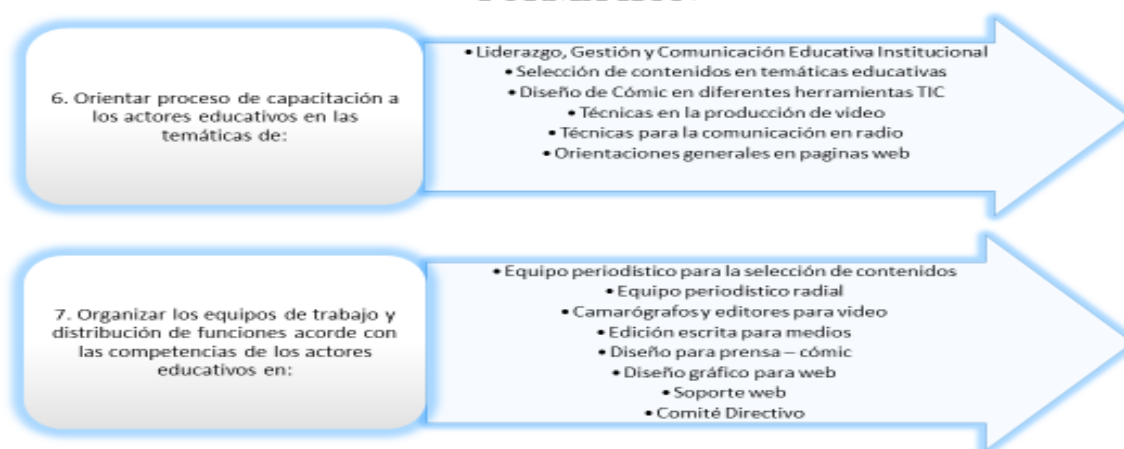 6. Orientar proceso de capacitación a
los actores educativos en las
temáticas de:
• Liderazgo, Gestión y Comunicación Educativa Institucional
• Selección de contenidos en temáticas educativas
• Diseño de Cómic en diferentes herramientas TIC
• Técnicas en la producción de video
• Técnicas para la comunicación en radio
• Orientaciones generales en paginas web
7. Organizar los equipos de trabajo y
distribución de funciones acorde con
las competencias de los actores
educativos en:
• Equipo periodístico para la selección de contenidos
• Equipo periodístico radial
• Camarógrafos y editores para video
• Edición escrita para medios
• Diseño para prensa – cómic
• Diseño gráfico para web
• Soporte web
• Comité Directivo